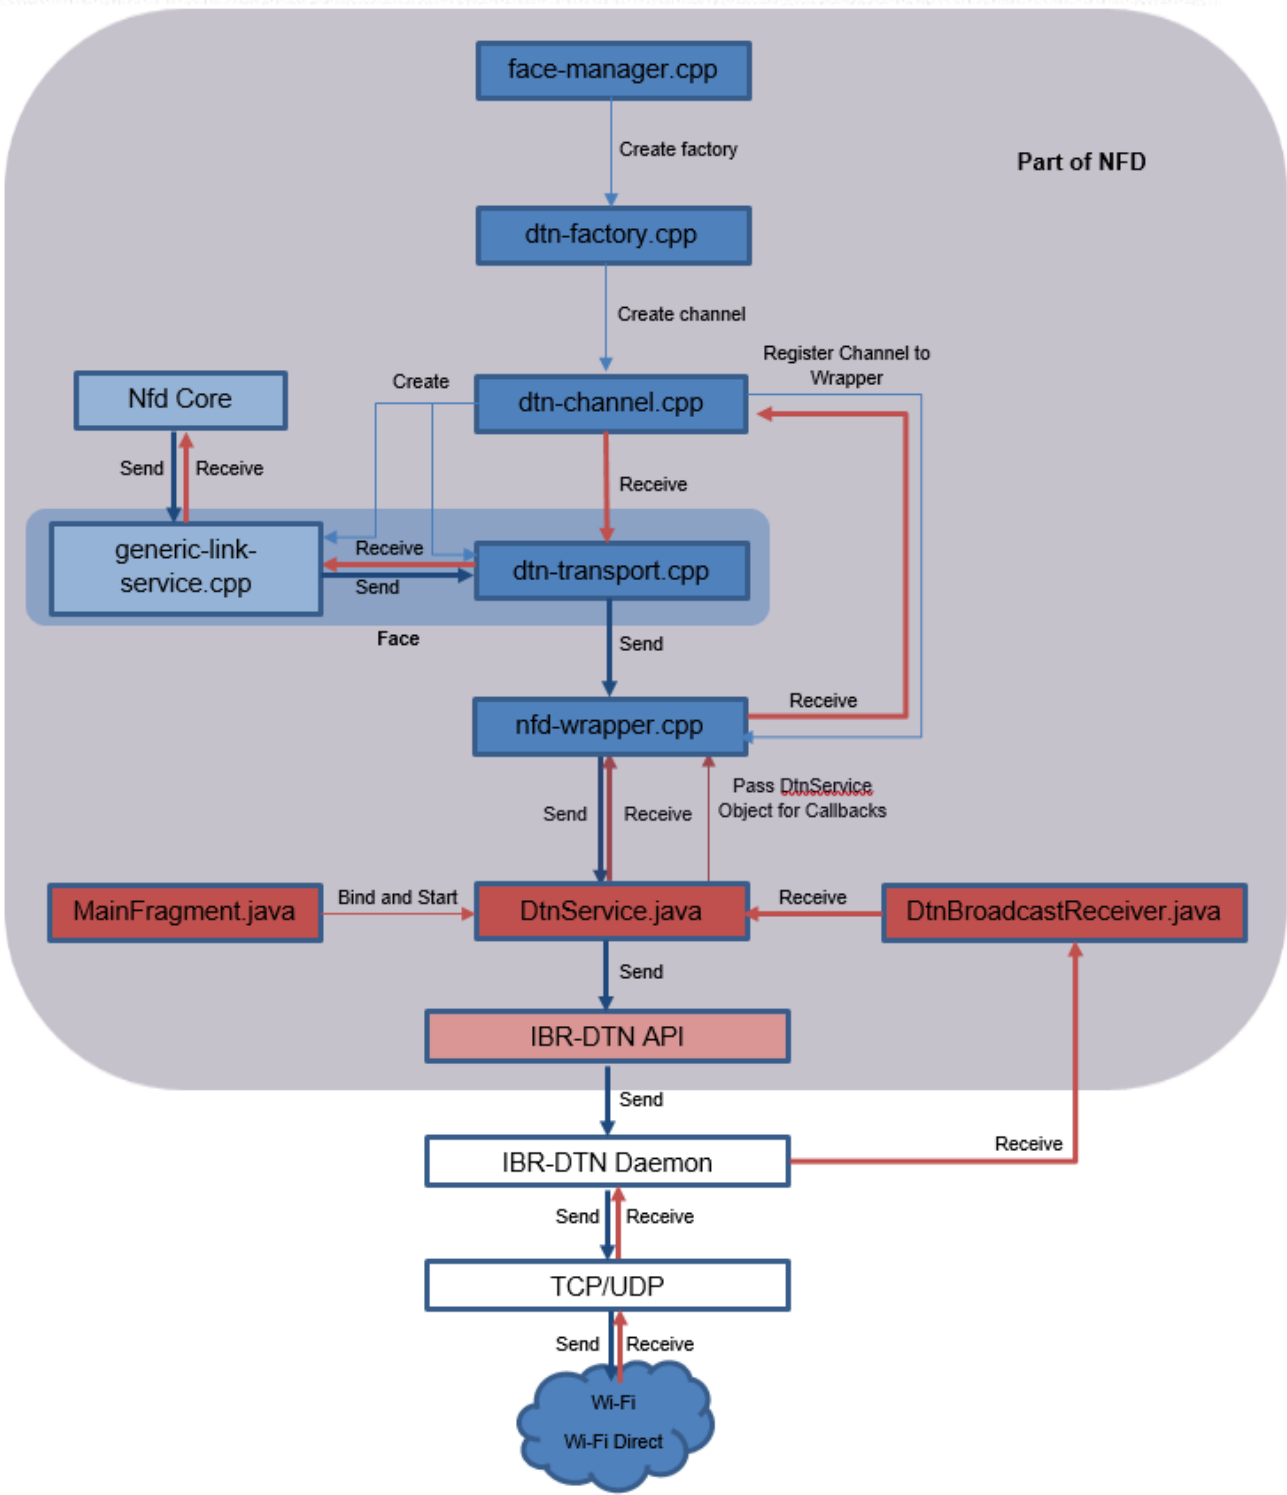 face-manager.cpp
Create factory
Part of NFD
dtn-factory.cpp
Create channel
Register Channel to
Wrapper
Nfd Core
Create
dtn-channel.cpp
Send
Receive
Receive
generic-link-
service.cpp
Receive
Send
dtn-transport.cpp
Face
Send
Receive
nfd-wrapper.cpp
Send
Receive
Pass DtnService
Object for Callbacks
MainFragment.java
Bind and Start
DtnService.java
Receive
DtnBroadcastReceiver.java
Send
IBR-DTN API
Send
IBR-DTN Daemon
Receive
Send
Receive
TCP/UDP
Send
Receive
Wi-Fi
Wi-Fi Direct